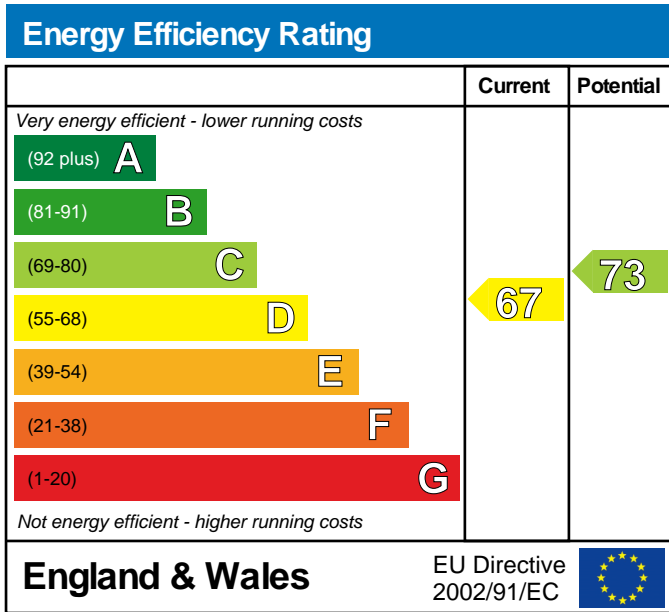 Energy Efficiency Rating
Current Potential
Very energy efficient - lower running costs
(92 plus) A
(81-91) B
(69-80) C
73
(55-68) D
67
(39-54) E
(21-38) F
(1-20) G
Not energy efficient - higher running costs
England & Wales
EU Directive
2002/91/EC